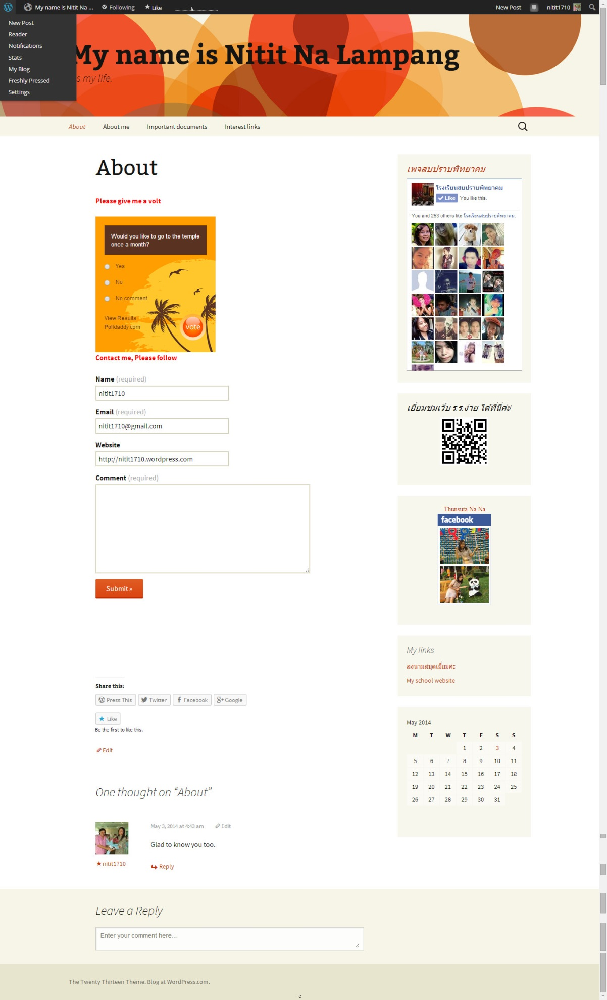 My name is Nitit Na ...
Following
Like
New Post
nitit1710
New Post
Reader
Notifications
Stats
My Blog
Freshly Pressed
Settings
My name is Nitit Na Lampang
s my life.
About
About me
Important documents
Interest links
About
Please give me a volt
Would you like to go to the temple
once a month?
Yes
No
No comment
View Results
Polldaddy.com
vote
Contact me, Please follow
Name (required)
nitit1710
Email (required)
nitit1710@gmail.com
Website
http://nitit1710.wordpress.com
Comment (required)
Submit »
Share this:
Press This
Twitter
Facebook
Google
Like
Be the first to like this.
Edit
One thought on “About”
May 3, 2014 at 4:43 am
Edit
Glad to know you too.
nitit1710
Reply
Leave a Reply
Enter your comment here...
เพจสบปราบพิทยาคม
โรงเรียนสบปราบพิทยาคม
Like
You like this.
You and 253 others like โรงเรียนสบปราบพิทยาคม.
เยี่ยมชมเว็บ ร.ร.ง่าย ได้ที่นี่ค่ะ
Thunsuta Na Na
facebook
My links
ลงนามสมุดเยี่ยมค่ะ
My school website
May 2014
M T W T F S S
1 2 3 4
5 6 7 8 9 10 11
12 13 14 15 16 17 18
19 20 21 22 23 24 25
26 27 28 29 30 31
The Twenty Thirteen Theme. Blog at WordPress.com.